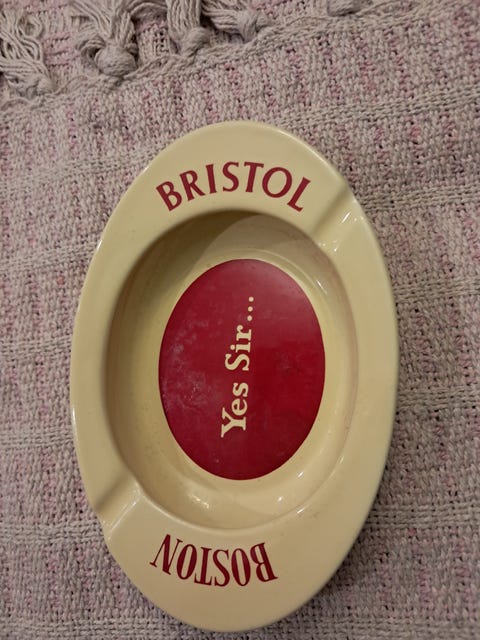 BRISTOL
Yes Sir...
BOSTON